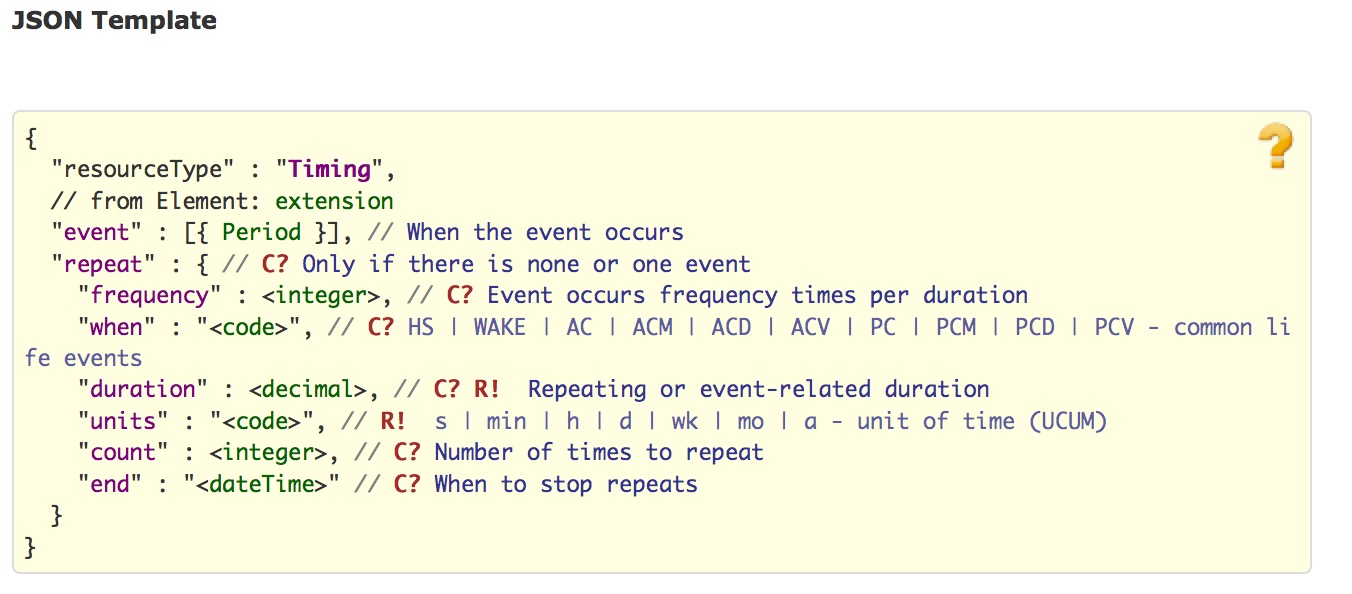 JSON Template
{
  "resourceType" : "Timing",
  // from Element: extension
  "event" : [{ Period }], // When the event occurs
  "repeat" : { // C? Only if there is none or one event
    "frequency" : <integer>, // C? Event occurs frequency times per duration
    "when" : "<code>", // C? HS | WAKE | AC | ACM | ACD | ACV | PC | PCM | PCD | PCV - common li
fe events
    "duration" : <decimal>, // C? R!  Repeating or event-related duration
    "units" : "<code>", // R!  s | min | h | d | wk | mo | a - unit of time (UCUM)
    "count" : <integer>, // C? Number of times to repeat
    "end" : "<dateTime>" // C? When to stop repeats
  }
}